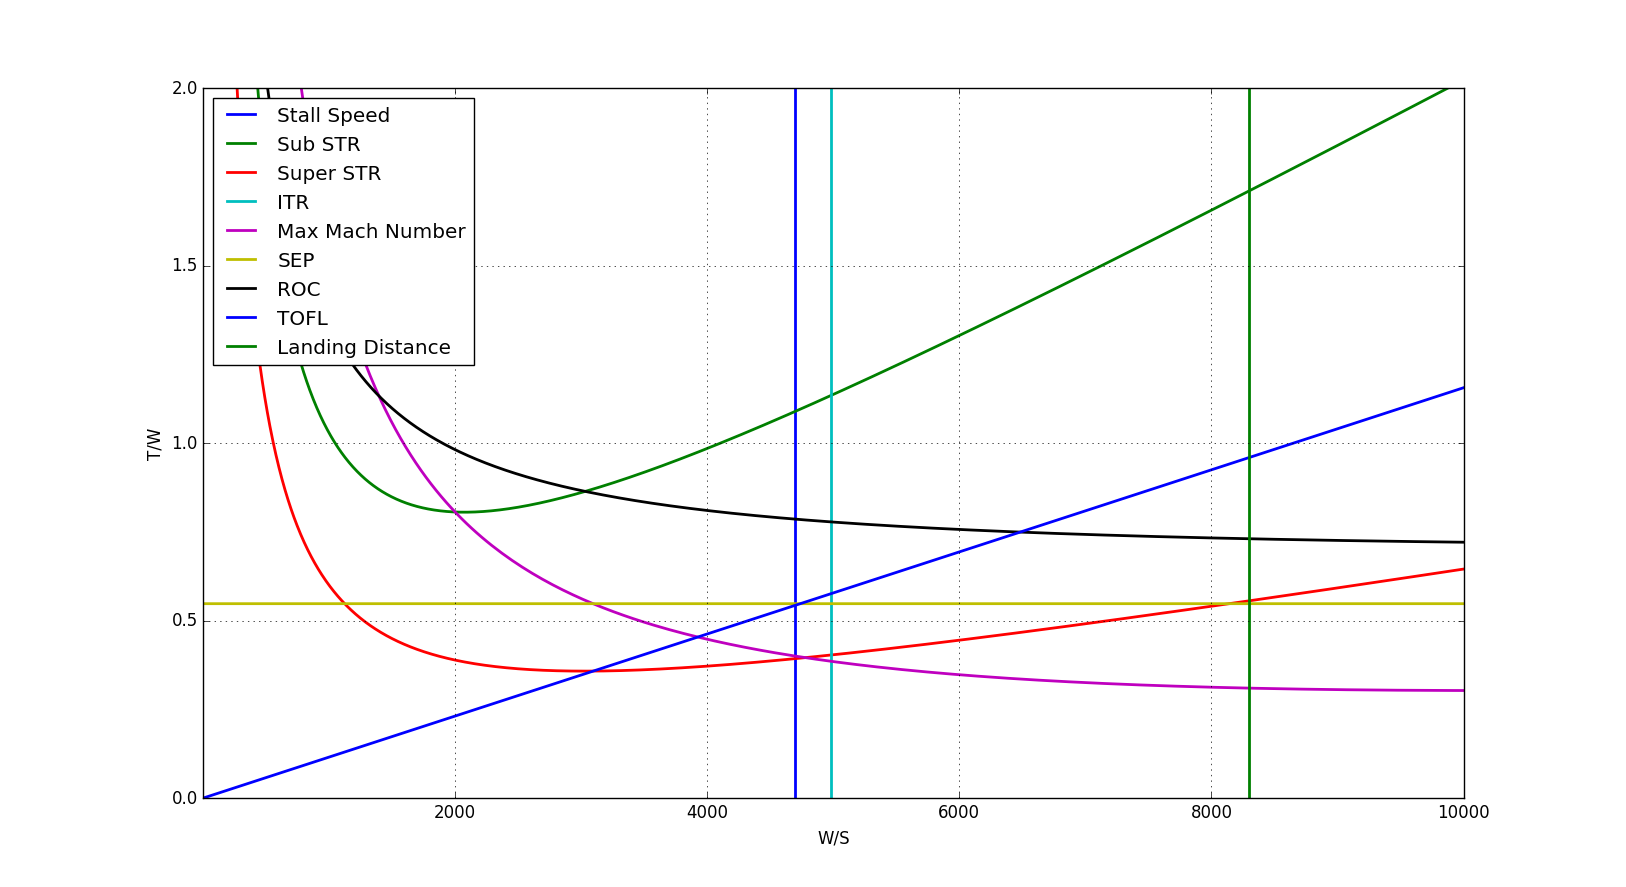 2.0
Stall Speed
Sub STR
Super STR
ITR
Max Mach Number
SEP
ROC
TOFL
Landing Distance
1.5
1.0
0.5
0.0
T/W
2000 4000 6000 8000 10000
W/S